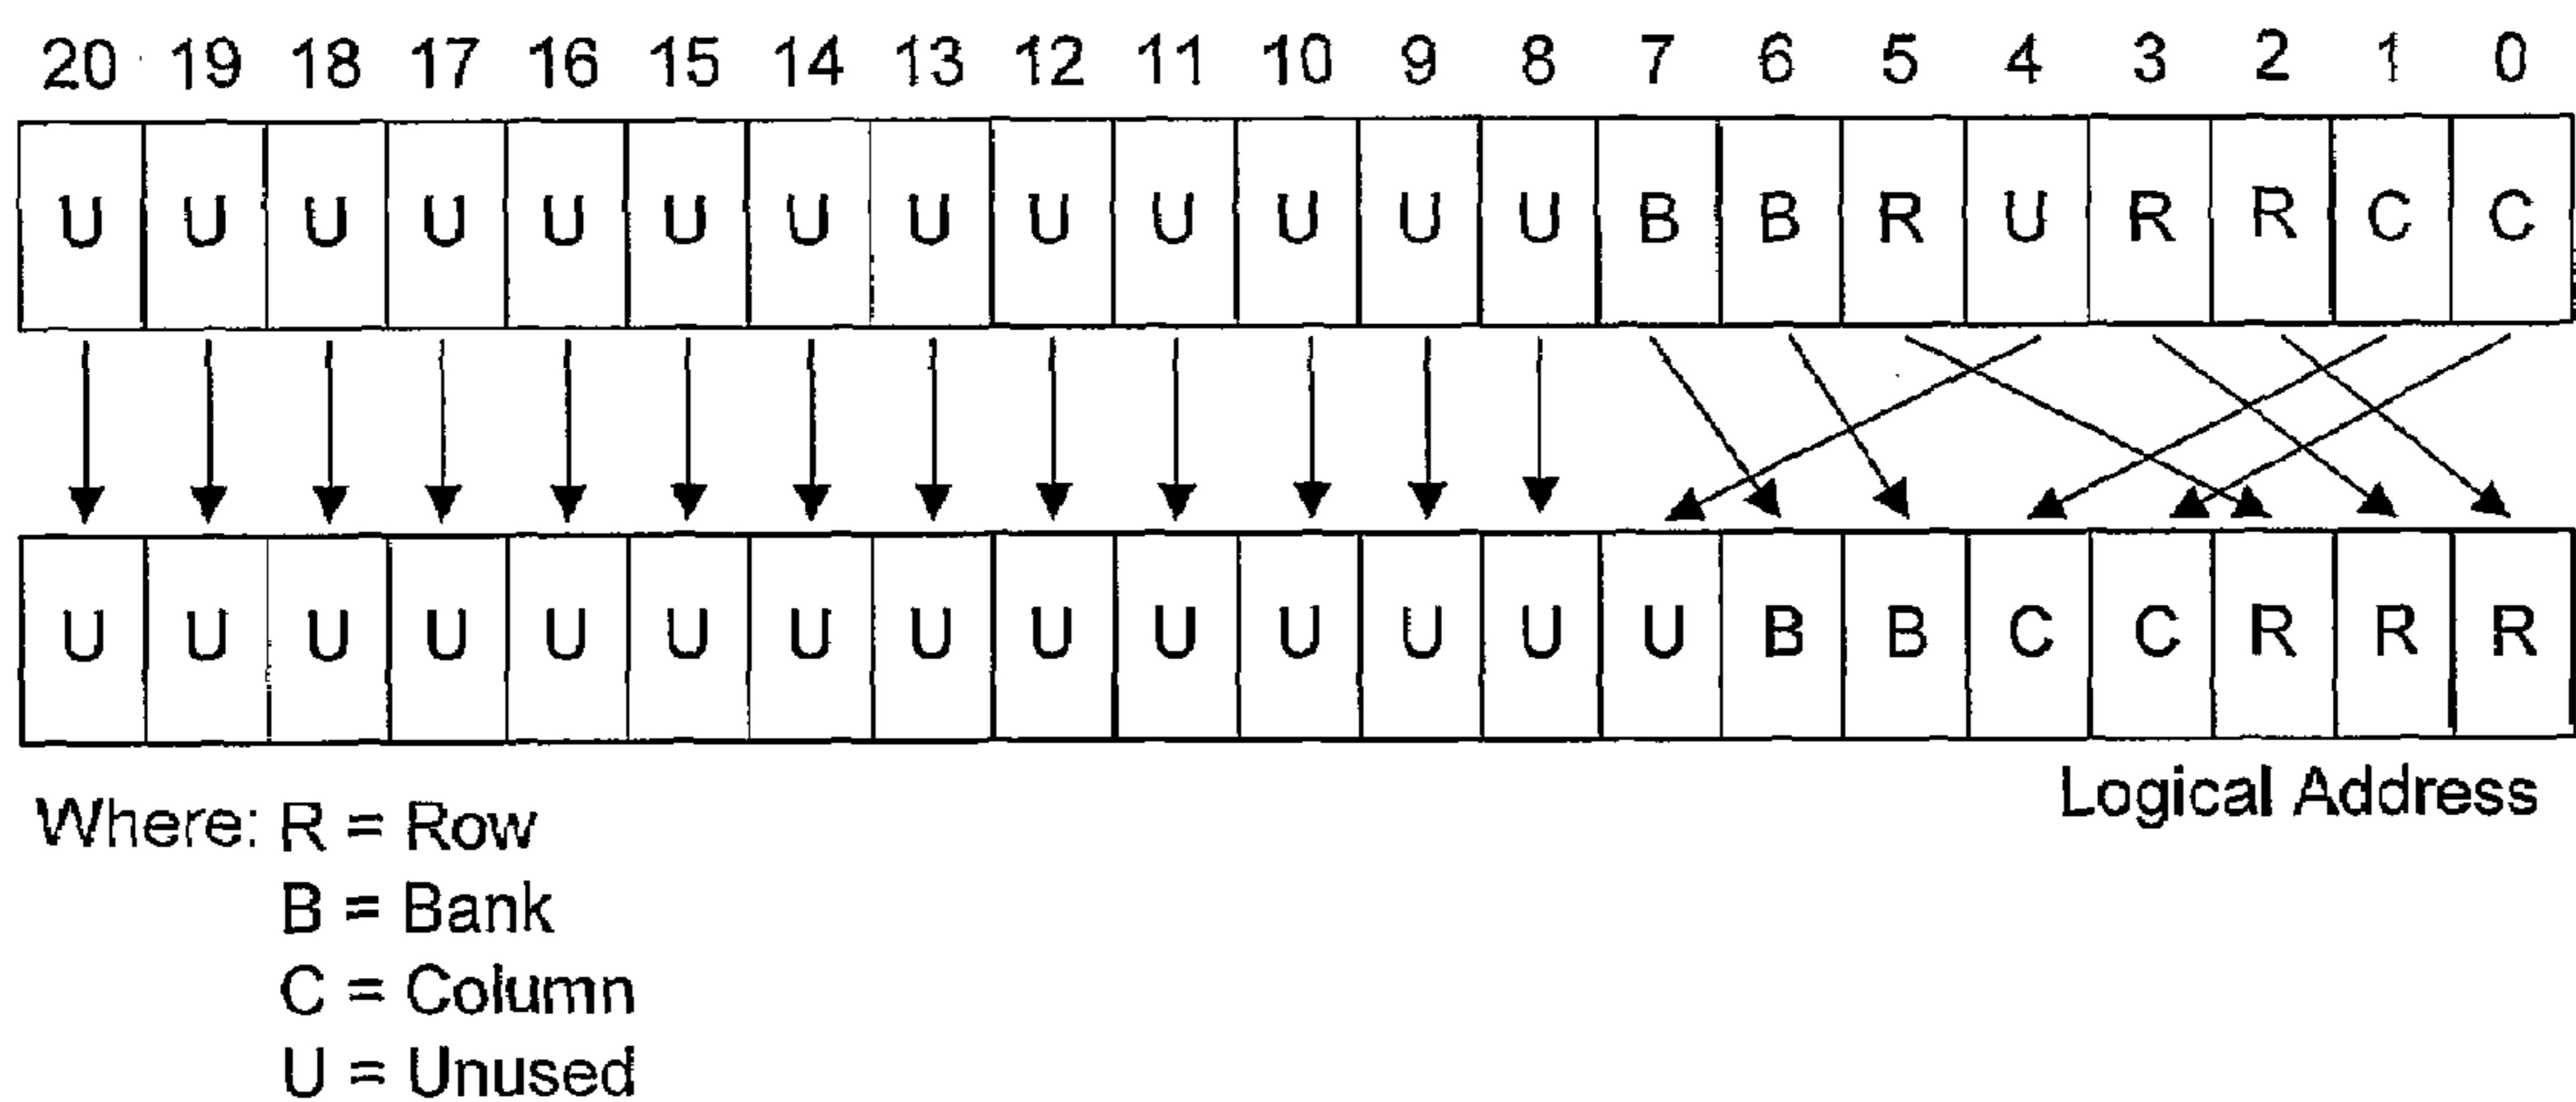 20 19 18 17 16 15 14 13 12 11 10 9 8 7 6 5 4 3 2 1 0
U U U U U U U U U U U U U B B R U R R C C
U U U U U U U U U U U U U U B B C C R R R
Logical Address
Where: R = Row
B = Bank
C = Column
U = Unused